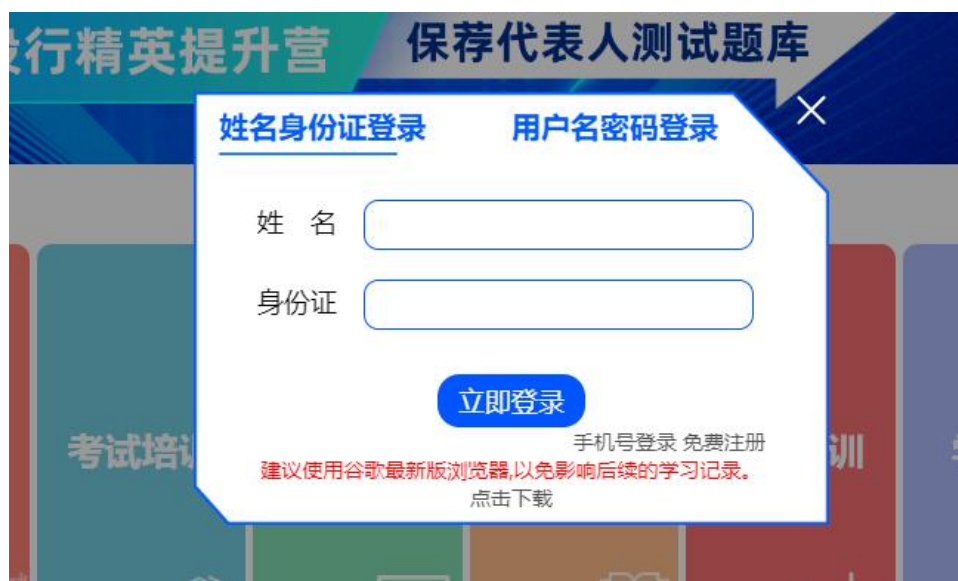 行精英提升营
保荐代表人测试题库
姓名身份证登录 用户名密码登录
姓 名
身份证
立即登录
手机号登录 免费注册
建议使用谷歌最新版浏览器,以免影响后续的学习记录。
点击下载
考试培训
训